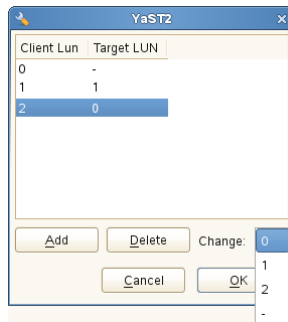 YaST2
Client Lun Target LUN
0 -
1 1
2 0
Add Delete Change: 0
1
Cancel OK
2
-